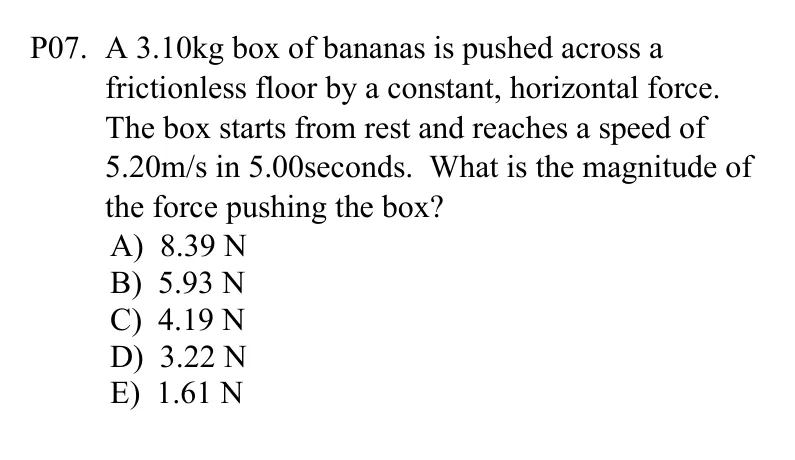 P07. A 3.10kg box of bananas is pushed across a
frictionless floor by a constant, horizontal force.
The box starts from rest and reaches a speed of
5.20m/s in 5.00seconds. What is the magnitude of
the force pushing the box?
A) 8.39 N
B) 5.93 N
C) 4.19 N
D) 3.22 N
E) 1.61 N